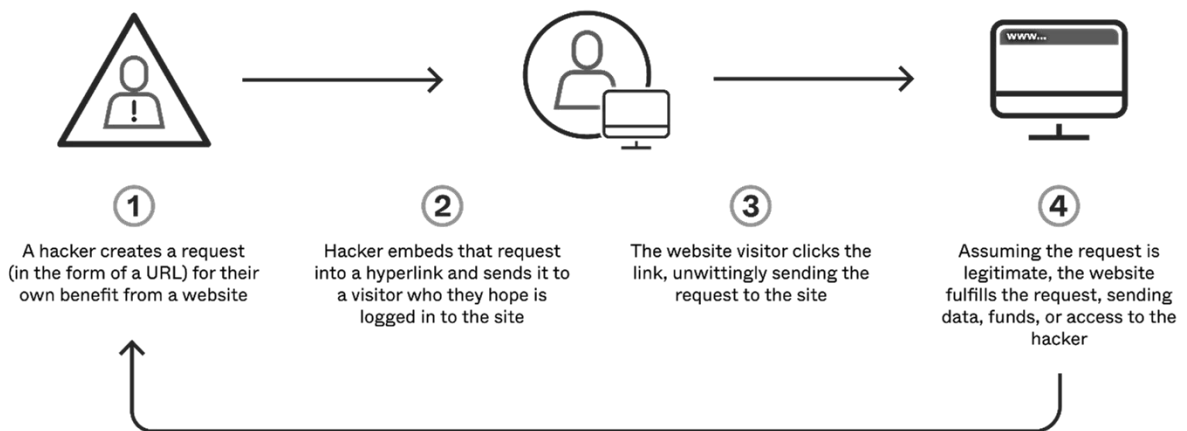 !
www...
1
A hacker creates a request
(in the form of a URL) for their
own benefit from a website
2
Hacker embeds that request
into a hyperlink and sends it to
a visitor who they hope is
logged in to the site
3
The website visitor clicks the
link, unwittingly sending the
request to the site
4
Assuming the request is
legitimate, the website
fulfills the request, sending
data, funds, or access to the
hacker